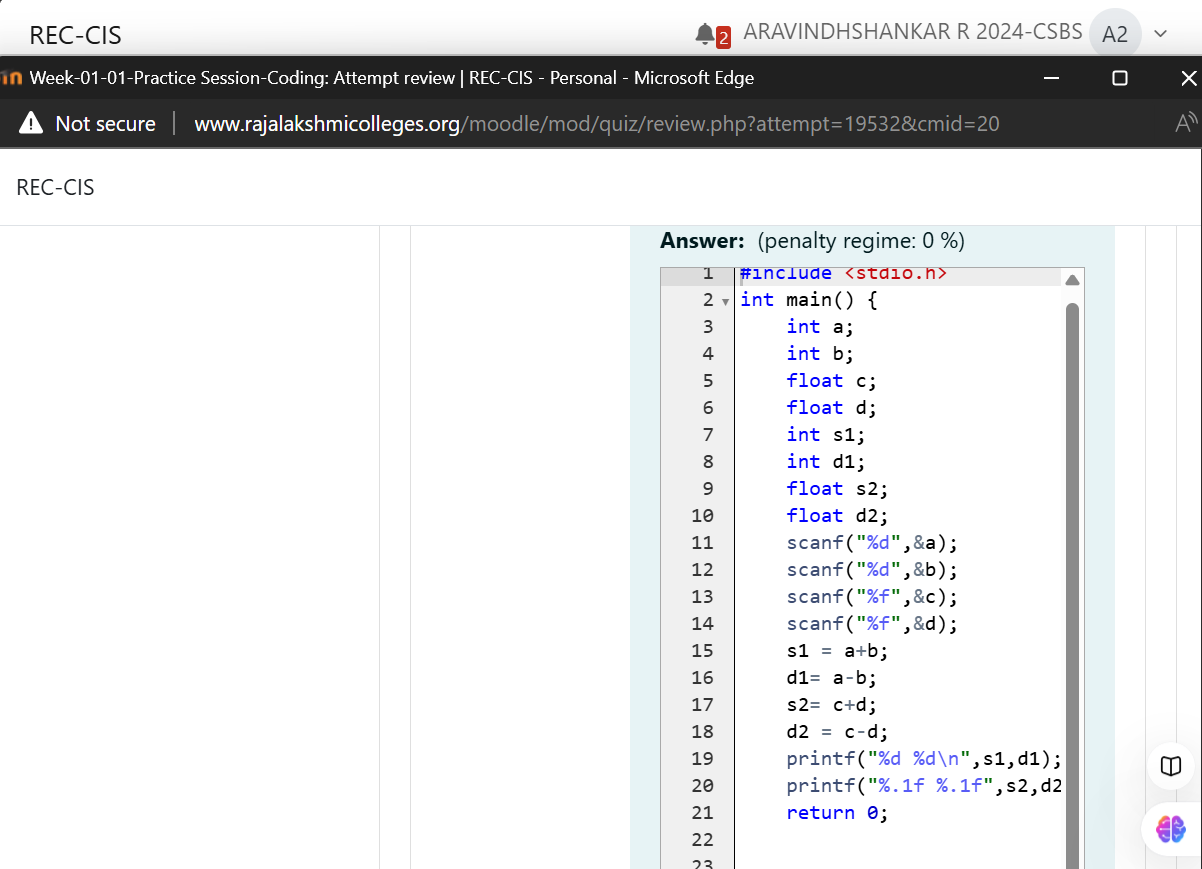 REC-CIS
2 ARAVINDHSHANKAR R 2024-CSBS A2
Week-01-01-Practice Session-Coding: Attempt review | REC-CIS - Personal - Microsoft Edge
Not secure | www.rajalakshmicolleges.org/moodle/mod/quiz/review.php?attempt=19532&cmid=20
REC-CIS
Answer: (penalty regime: 0 %)
1 #include <stdio.h>
2 int main() {
3 int a;
4 int b;
5 float c;
6 float d;
7 int s1;
8 int d1;
9 float s2;
10 float d2;
11 scanf("%d",&a);
12 scanf("%d",&b);
13 scanf("%f",&c);
14 scanf("%f",&d);
15 s1 = a+b;
16 d1= a-b;
17 s2= c+d;
18 d2 = c-d;
19 printf("%d %d\n",s1,d1);
20 printf("%.1f %.1f",s2,d2
21 return 0;
22
23